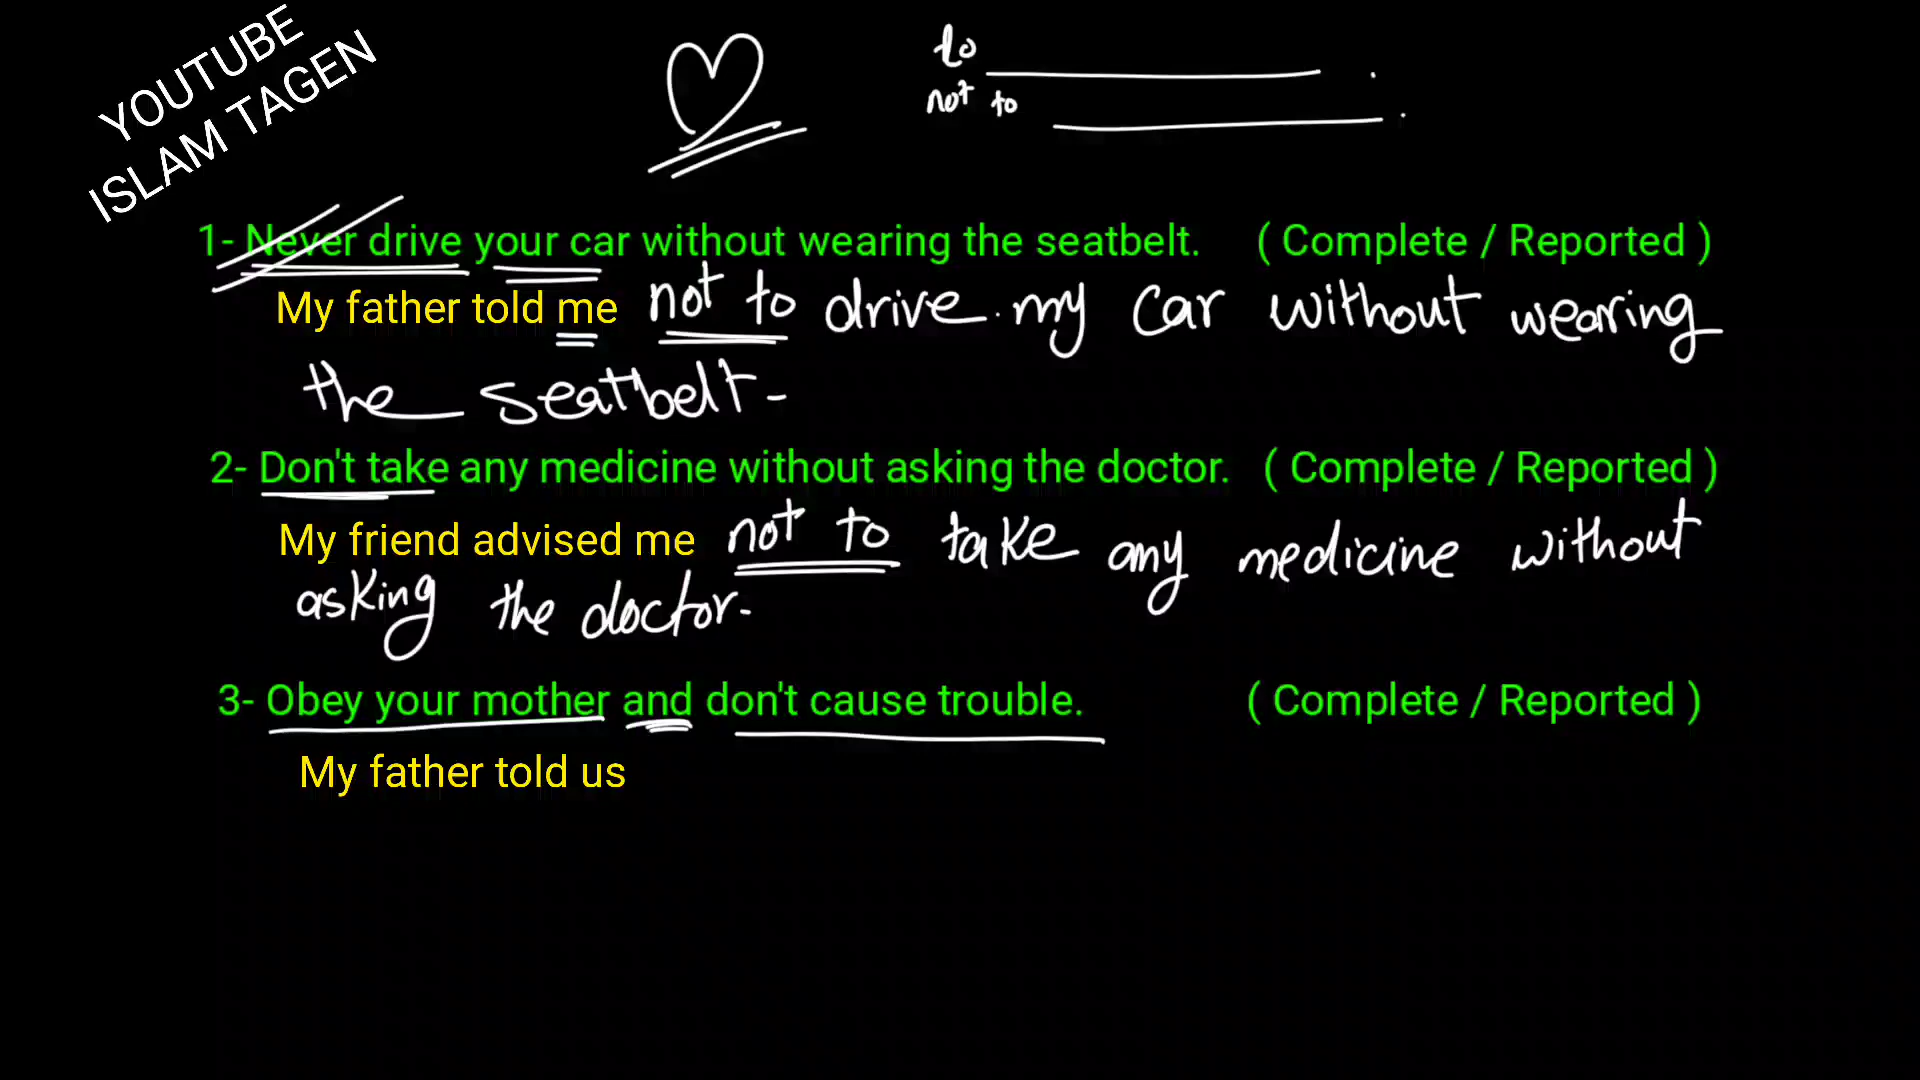 YOUTUBE
ISLAM TAGEN
to
not to
1- Never drive your car without wearing the seatbelt. ( Complete / Reported )
My father told me not to drive my car without wearing
the seatbelt.
2- Don't take any medicine without asking the doctor. ( Complete / Reported )
My friend advised me not to take any medicine without
asking the doctor.
3- Obey your mother and don't cause trouble. ( Complete / Reported )
My father told us